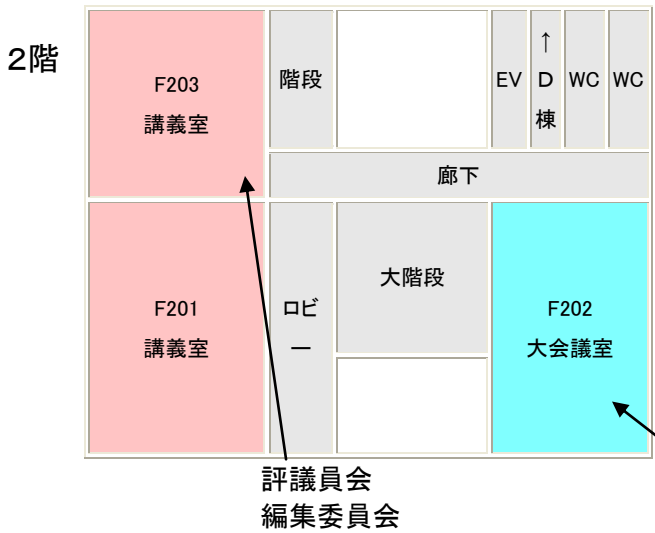 2階
F203
講義室
階段
EV
↑
D
棟
WC
WC
廊下
F201
講義室
ロビ
ー
大階段
F202
大会議室
評議員会
編集委員会